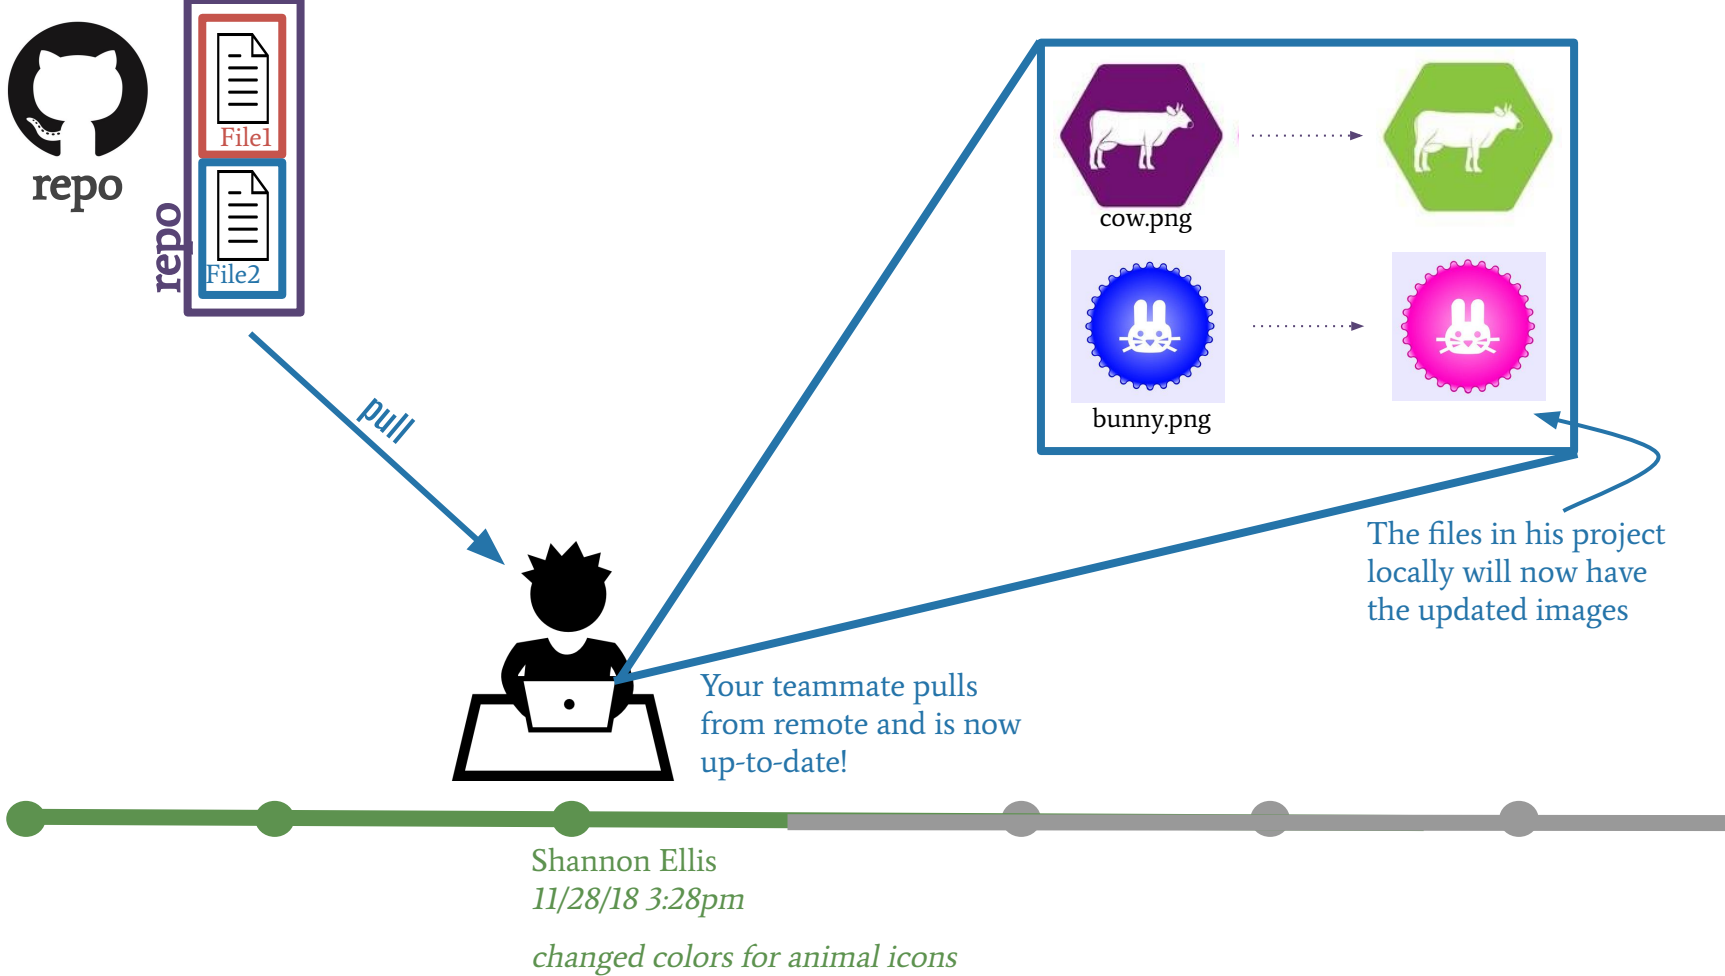 repo
repo
File1
File2
pull
cow.png
bunny.png
The files in his project
locally will now have
the updated images
Your teammate pulls
from remote and is now
up-to-date!
Shannon Ellis
11/28/18 3:28pm
changed colors for animal icons